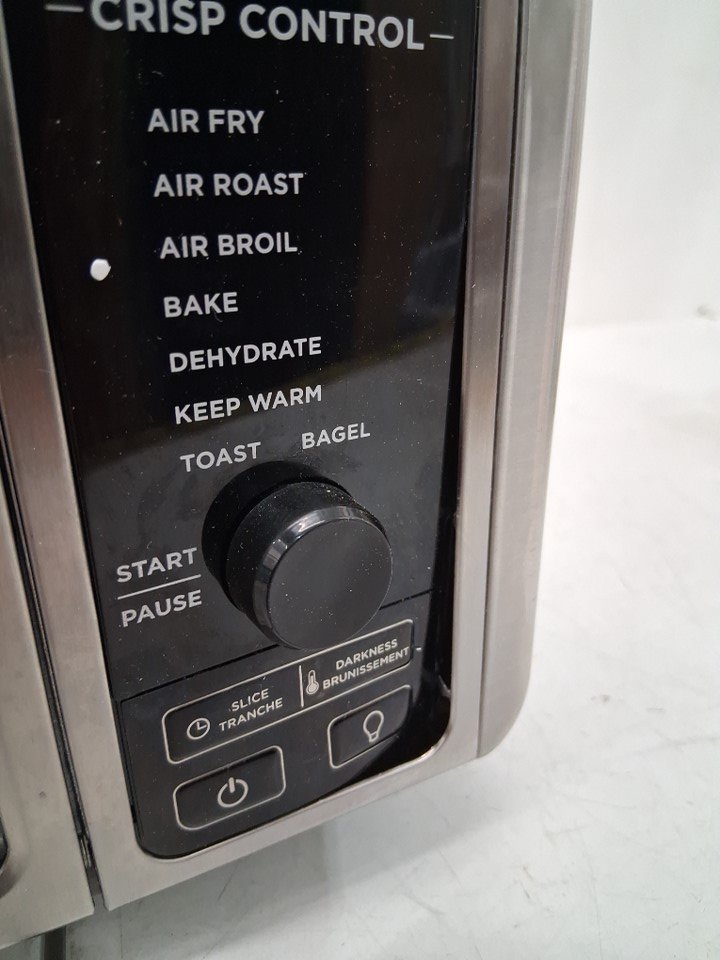 CRISP CONTROL
AIR FRY
AIR ROAST
AIR BROIL
BAKE
DEHYDRATE
KEEP WARM
TOAST BAGEL
START
PAUSE
SLICE
TRANCHE
DARKNESS
BRUNISSEMENT